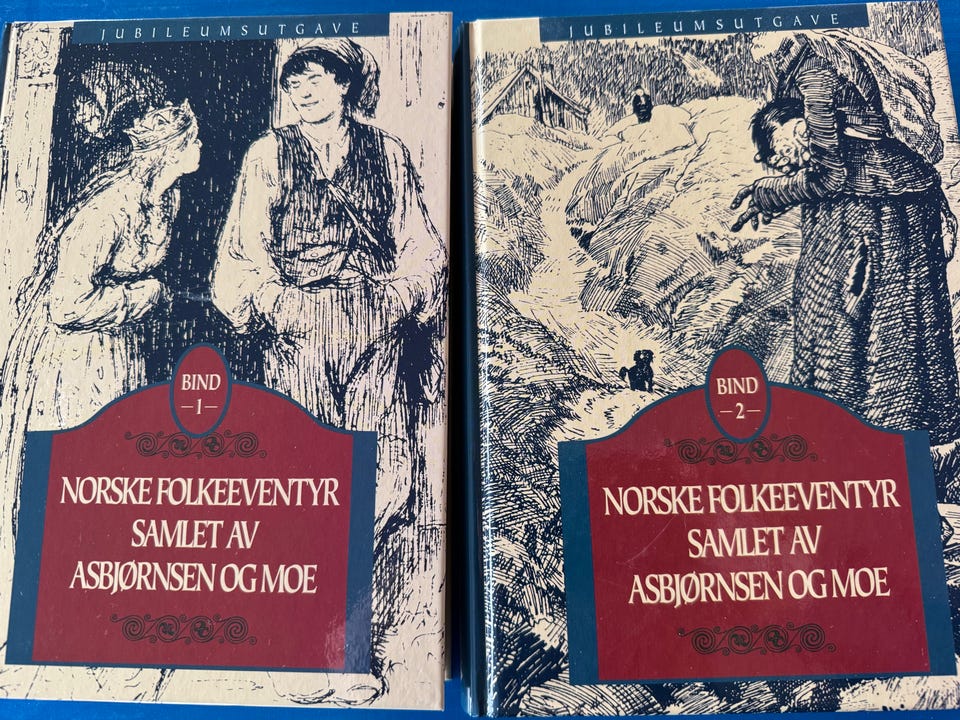 JUBILEUMSUTGAVE
BIND
–1–
NORSKE FOLKEEVENTYR
SAMLET AV
ASBJØRNSEN OG MOE
JUBILEUMSUTGAVE
BIND
–2–
NORSKE FOLKEEVENTYR
SAMLET AV
ASBJØRNSEN OG MOE